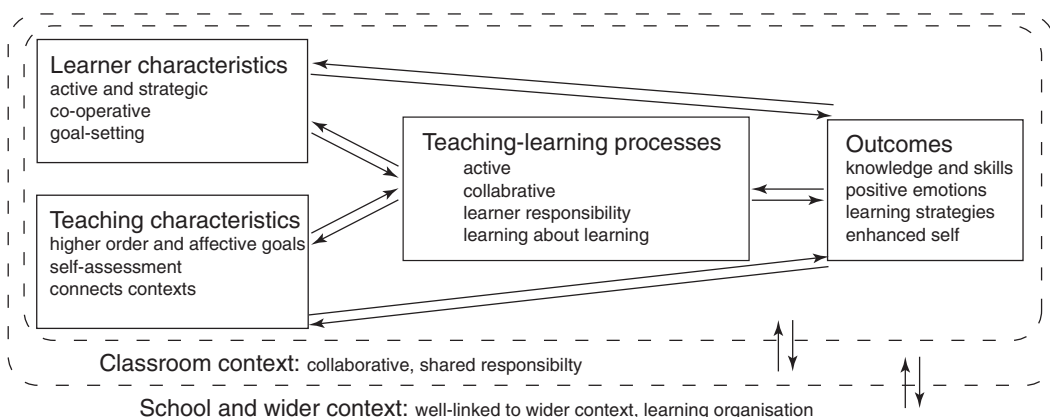 Learner characteristics
active and strategic
co-operative
goal-setting
Teaching characteristics
higher order and affective goals
self-assessment
connects contexts
Teaching-learning processes
active
collabrative
learner responsibility
learning about learning
Outcomes
knowledge and skills
positive emotions
learning strategies
enhanced self
Classroom context: collaborative, shared responsibilty
School and wider context: well-linked to wider context, learning organisation